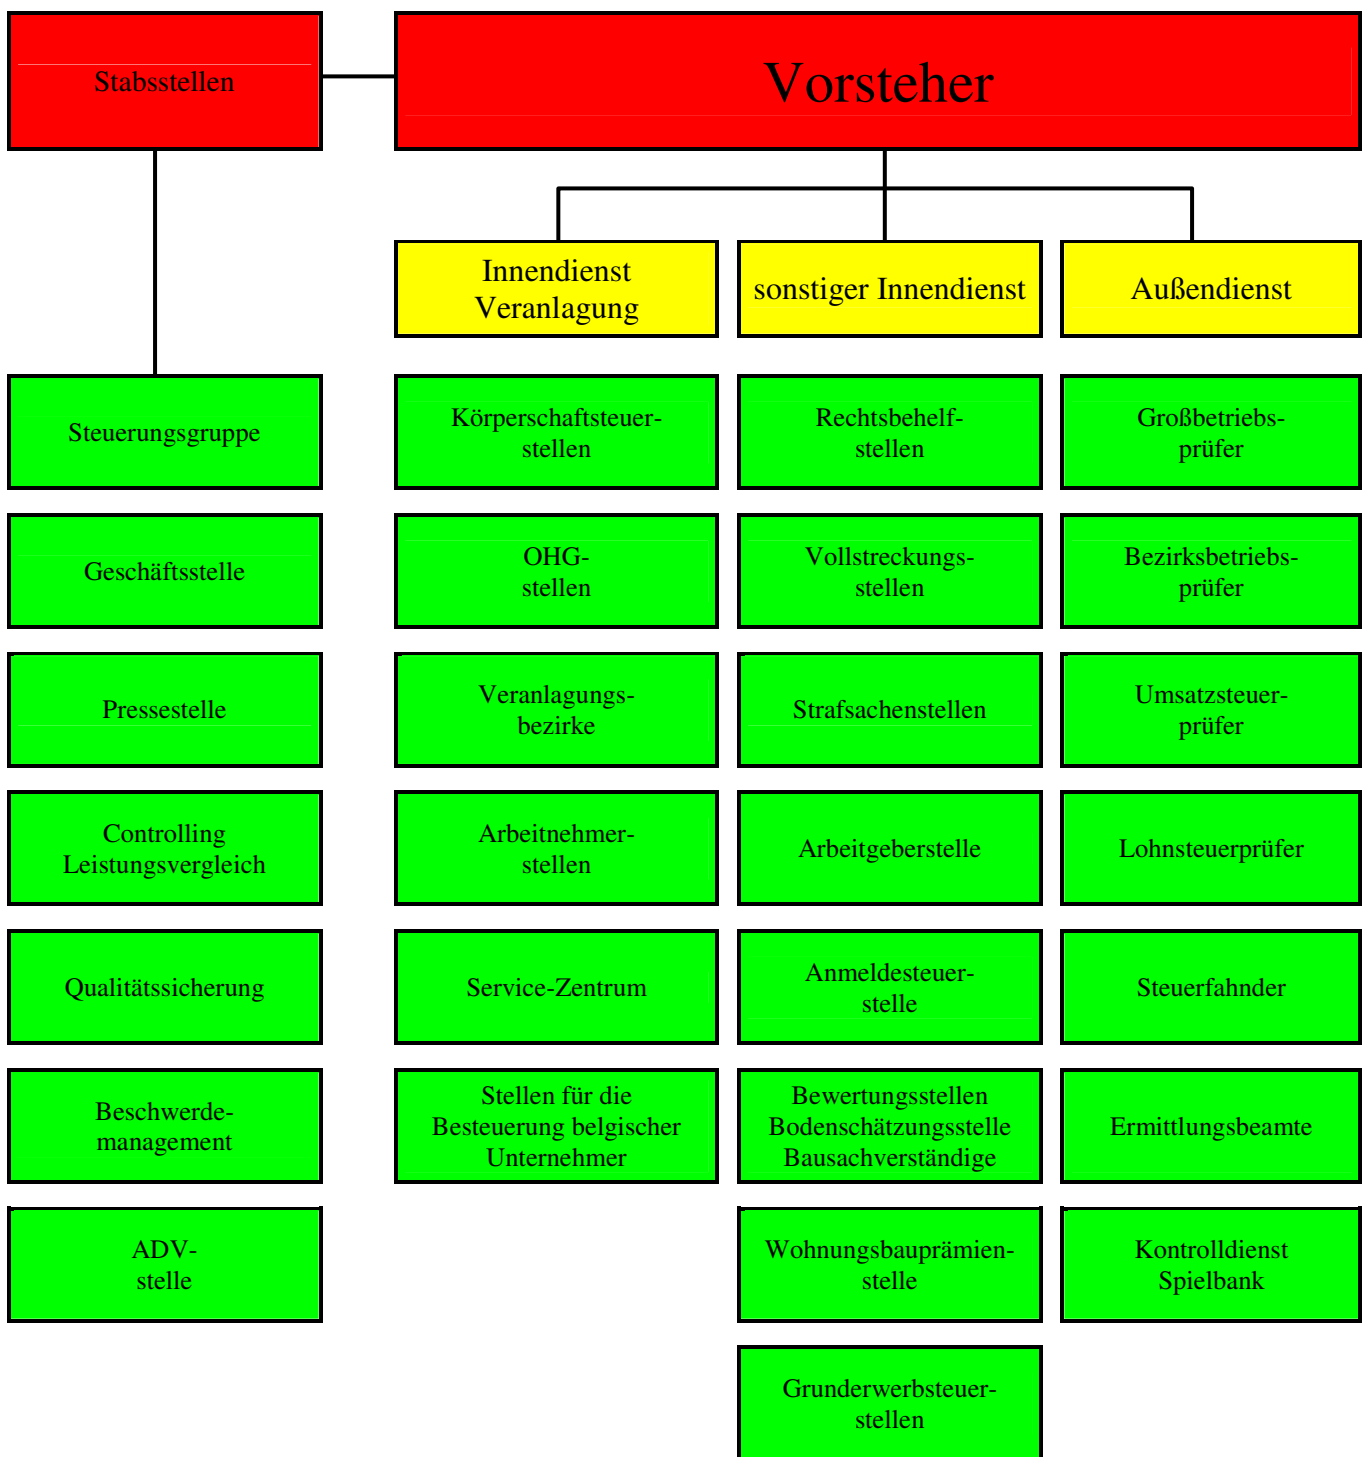 Stabsstellen
Vorsteher
Innendienst
Veranlagung
sonstiger Innendienst
Außendienst
Steuerungsgruppe
Körperschaftsteuer-
stellen
Rechtsbehelf-
stellen
Großbetriebs-
prüfer
Geschäftsstelle
OHG-
stellen
Vollstreckungs-
stellen
Bezirksbetriebs-
prüfer
Pressestelle
Veranlagungs-
bezirke
Strafsachenstellen
Umsatzsteuer-
prüfer
Controlling
Leistungsvergleich
Arbeitnehmer-
stellen
Arbeitgeberstelle
Lohnsteuerprüfer
Qualitätssicherung
Service-Zentrum
Anmeldesteuer-
stelle
Steuerfahnder
Beschwerde-
management
Stellen für die
Besteuerung belgischer
Unternehmer
Bewertungsstellen
Bodenschätzungsstelle
Bausachverständige
Ermittlungsbeamte
ADV-
stelle
Wohnungsbauprämien-
stelle
Kontrolldienst
Spielbank
Grunderwerbsteuer-
stellen